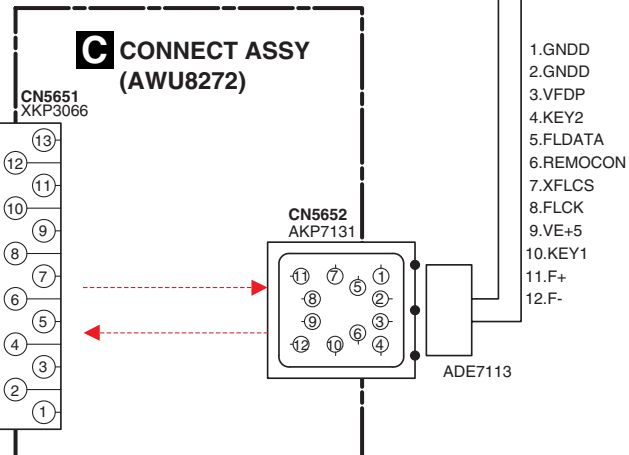 C CONNECT ASSY
(AWU8272)
CN5651
XKP3066
13
12
11
10
9
8
7
6
5
4
3
2
1
CN5652
AKP7131
11 7 1
5
8 2
9 3
6
12 10 4
ADE7113
1.GNDD
2.GNDD
3.VFDP
4.KEY2
5.FLDATA
6.REMOCON
7.XFLCS
8.FLCK
9.VE+5
10.KEY1
11.F+
12.F-